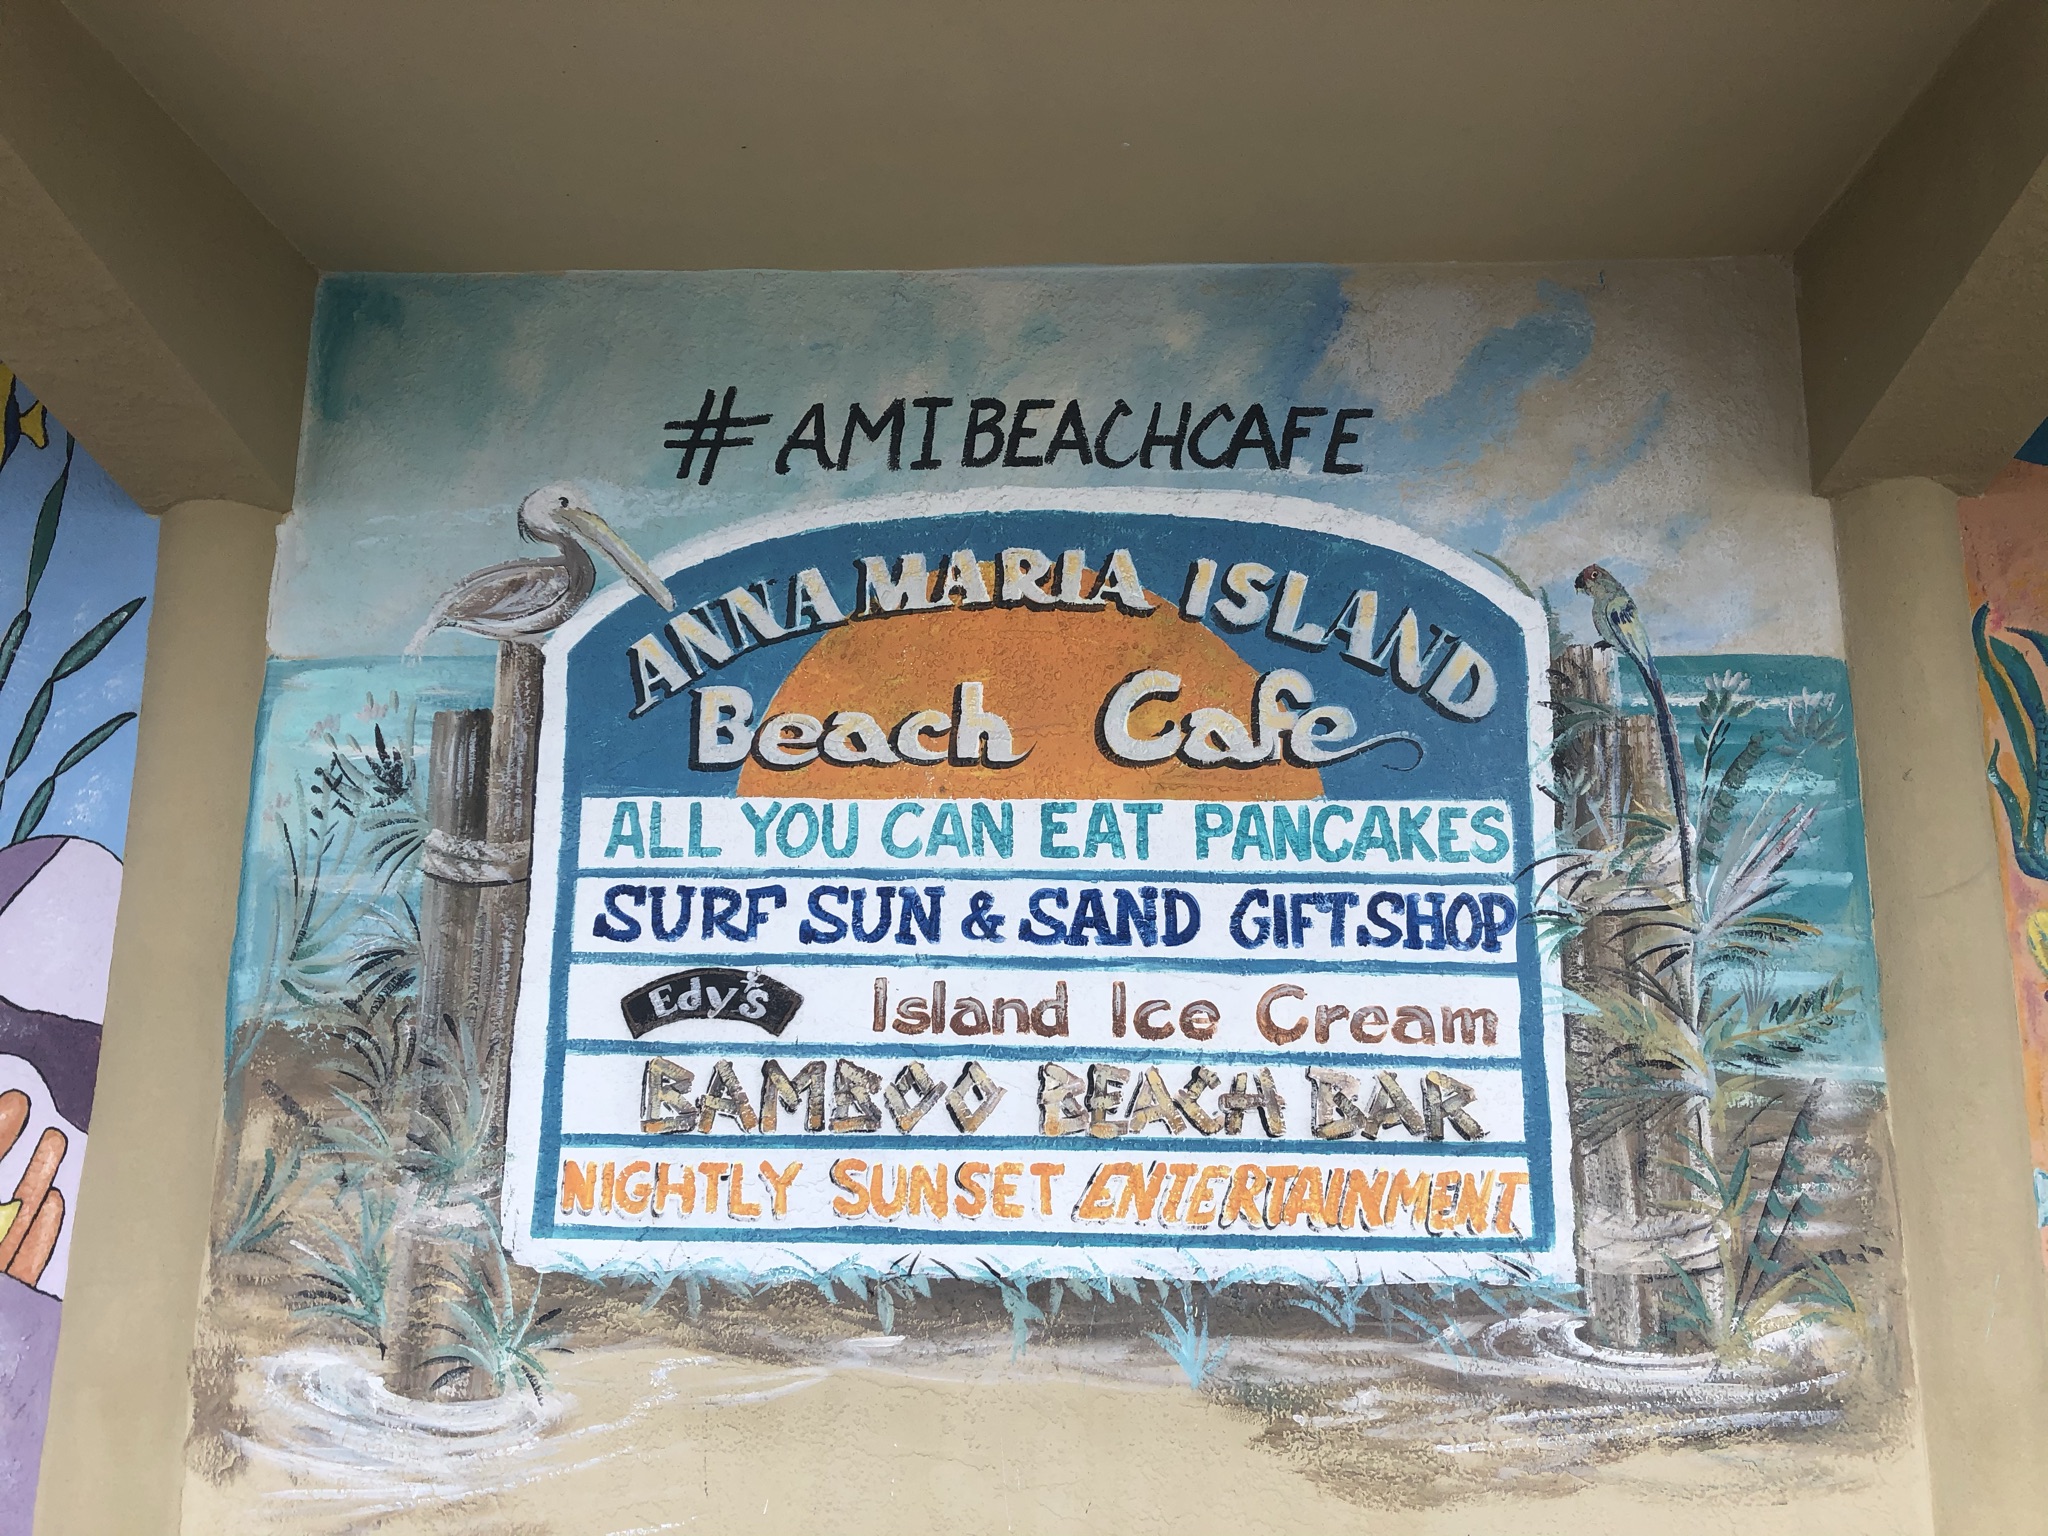 #AMIBEACHCAFE
ANNA MARIA ISLAND
Beach Cafe
ALL YOU CAN EAT PANCAKES
SURF SUN & SAND GIFT SHOP
Edy's Island Ice Cream
BAMBOO BEACH BAR
NIGHTLY SUNSET ENTERTAINMENT